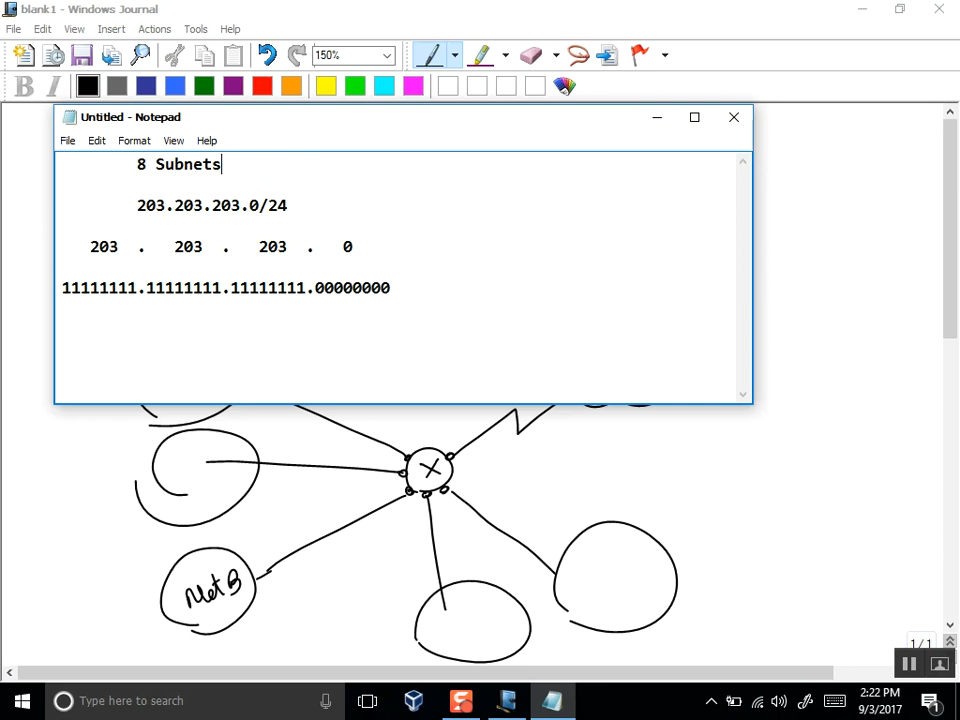 blank1 - Windows Journal
File Edit View Insert Actions Tools Help
150%
B I
Untitled - Notepad
File Edit Format View Help
8 Subnets
203.203.203.0/24
203 . 203 . 203 . 0
11111111.11111111.11111111.00000000
X
Net B
1/1
Type here to search
2:22 PM
9/3/2017
1